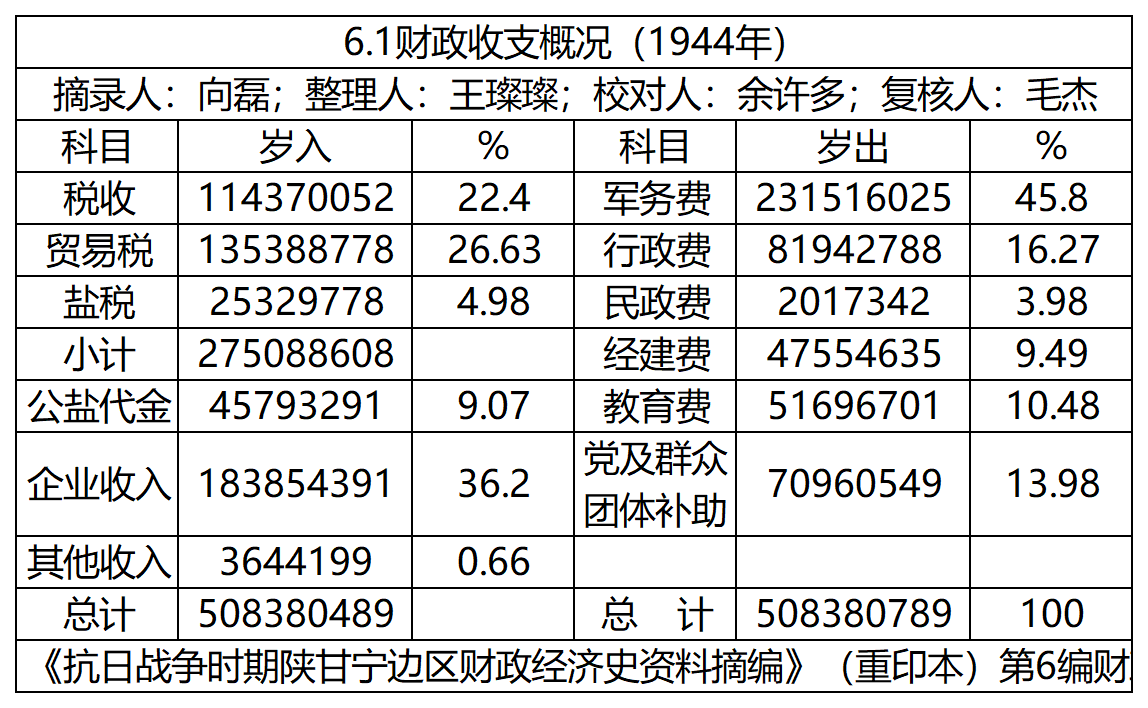 6.1财政收支概况（1944年）
摘录人：向磊；整理人：王璨璨；校对人：余许多；复核人：毛杰
科目 岁入 % 科目 岁出 %
税收 114370052 22.4 军务费 231516025 45.8
贸易税 135388778 26.63 行政费 81942788 16.27
盐税 25329778 4.98 民政费 2017342 3.98
小计 275088608 经建费 47554635 9.49
公盐代金 45793291 9.07 教育费 51696701 10.48
企业收入 183854391 36.2 党及群众团体补助 70960549 13.98
其他收入 3644199 0.66
总计 508380489 总　计 508380789 100
《抗日战争时期陕甘宁边区财政经济史资料摘编》（重印本）第6编财